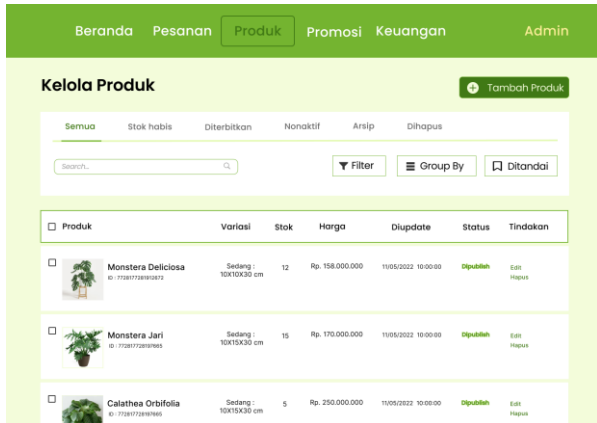 Beranda Pesanan Produk Promosi Keuangan Admin
Kelola Produk
Tambah Produk
Semua Stok habis Diterbitkan Nonaktif Arsip Dihapus
Search... Filter Group By Ditandai
Produk Variasi Stok Harga Diupdate Status Tindakan
Monstera Deliciosa
ID : 7728177281912872
Sedang :
10X10X30 cm
12
Rp. 158.000.000
11/05/2022 10:00:00
Dipublish
Edit
Hapus
Monstera Jari
ID : 772817728197665
Sedang :
10X15X30 cm
15
Rp. 170.000.000
11/05/2022 10:00:00
Dipublish
Edit
Hapus
Calathea Orbifolia
Sedang :
10X15X30 cm
5
Rp. 250.000.000
11/05/2022 10:00:00
Dipublish
Edit
Hapus